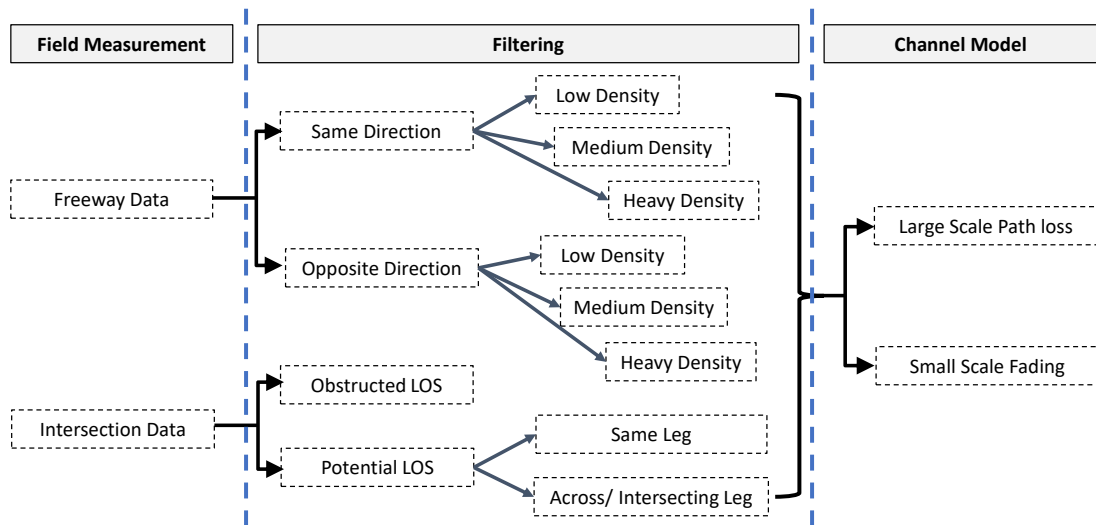 Field Measurement
Filtering
Channel Model
Low Density
Same Direction
Medium Density
Freeway Data
Heavy Density
Large Scale Path loss
Opposite Direction
Low Density
Medium Density
Heavy Density
Small Scale Fading
Obstructed LOS
Intersection Data
Same Leg
Potential LOS
Across/ Intersecting Leg